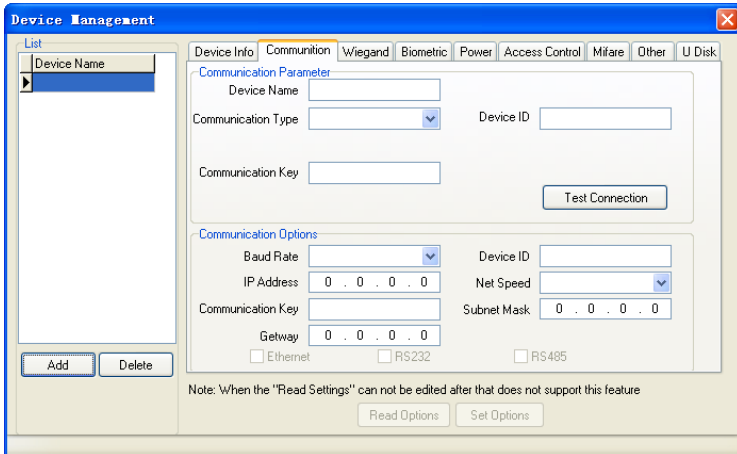 Device Management
List
Device Name
Add Delete
Device Info Communition Wiegand Biometric Power Access Control Mifare Other U Disk
Communication Parameter
Device Name
Communication Type Device ID
Communication Key
Test Connection
Communication Options
Baud Rate Device ID
IP Address 0 . 0 . 0 . 0 Net Speed
Communication Key Subnet Mask 0 . 0 . 0 . 0
Getway 0 . 0 . 0 . 0
Ethernet RS232 RS485
Note: When the "Read Settings" can not be edited after that does not support this feature
Read Options Set Options